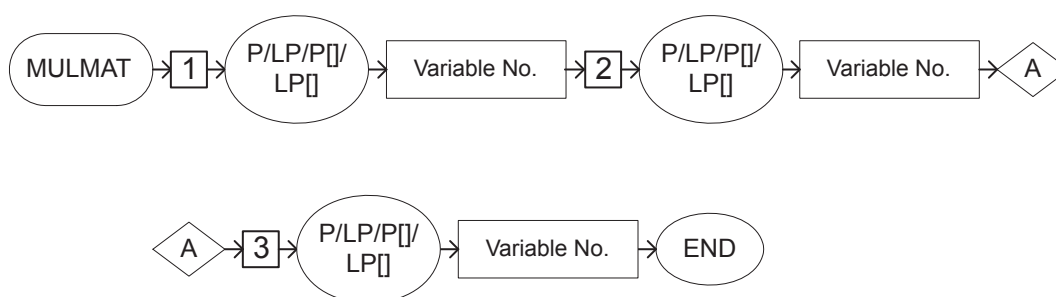 MULMAT 1 P/LP/P[]/ Variable No. 2 P/LP/P[]/ Variable No. A
LP[] LP[]
A 3 P/LP/P[]/ Variable No. END
LP[]